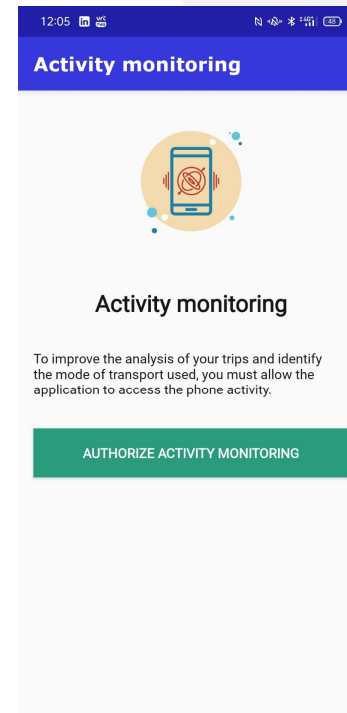 12:05
48
Activity monitoring
Activity monitoring
To improve the analysis of your trips and identify
the mode of transport used, you must allow the
application to access the phone activity.
AUTHORIZE ACTIVITY MONITORING